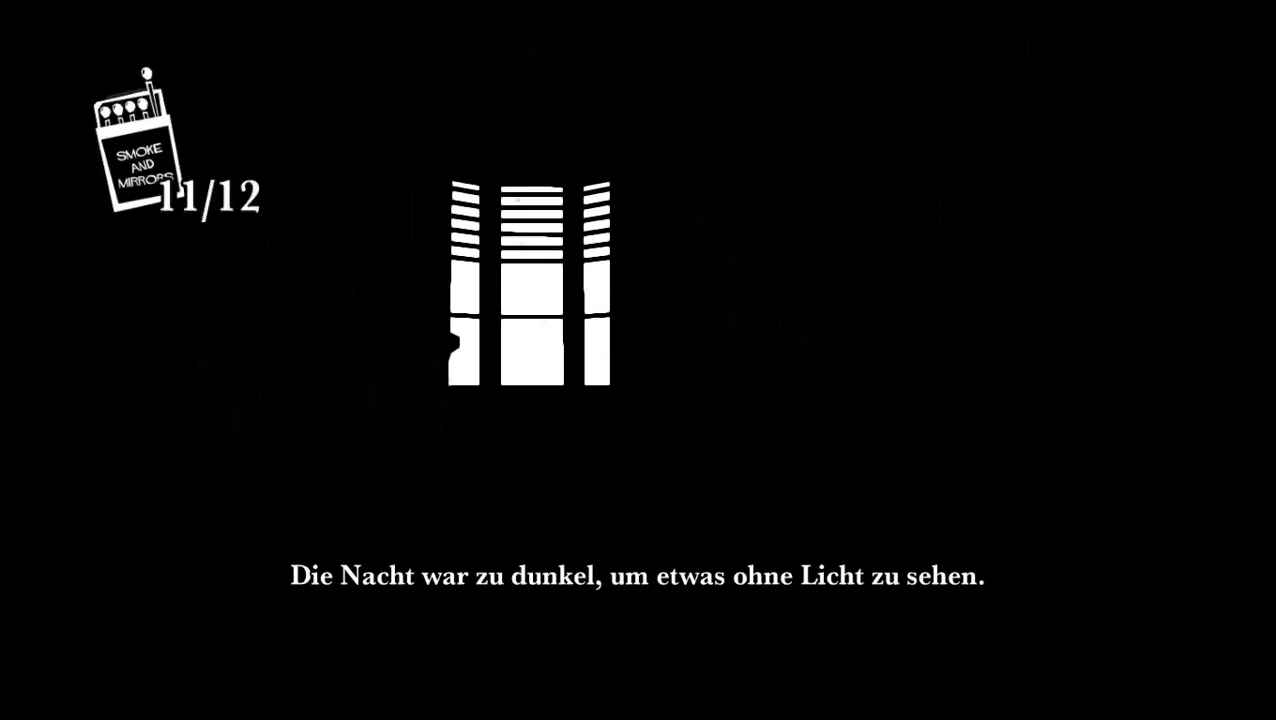 SMOKE
AND
MIRRORS
11/12
Die Nacht war zu dunkel, um etwas ohne Licht zu sehen.